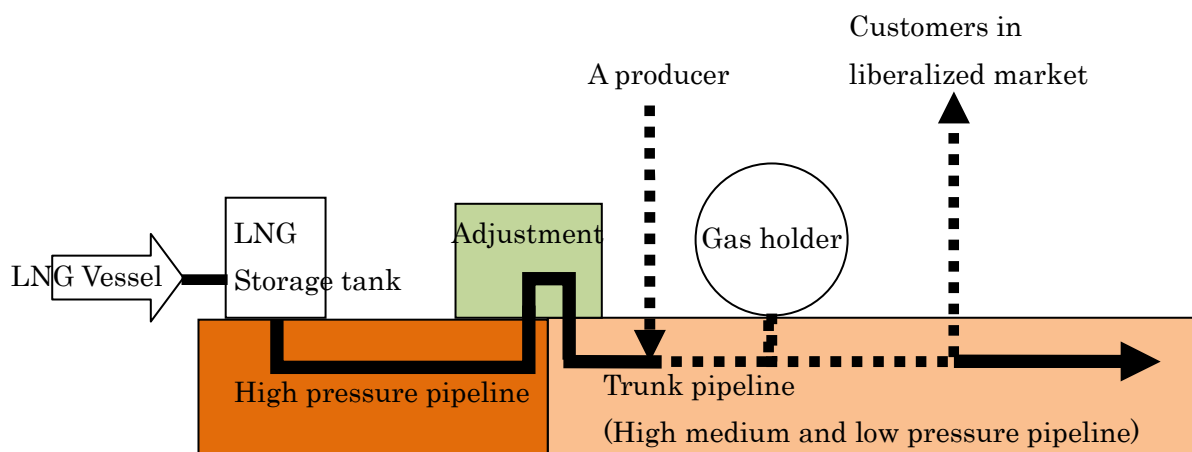 Customers in
liberalized market
A producer
LNG
Storage tank
Adjustment
Gas holder
LNG Vessel
High pressure pipeline
Trunk pipeline
(High medium and low pressure pipeline)